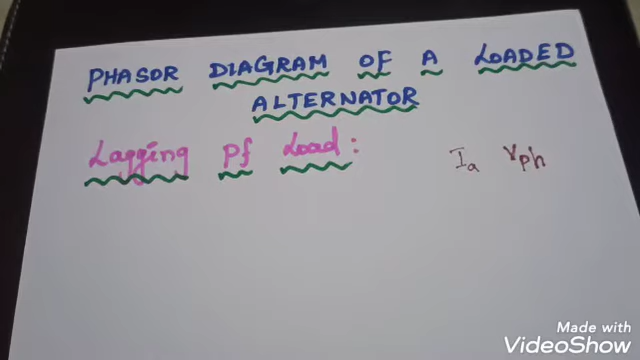 PHASOR DIAGRAM OF A LOADED
ALTERNATOR
Lagging Pf Load:
Ia Vph
Made with
VideoShow